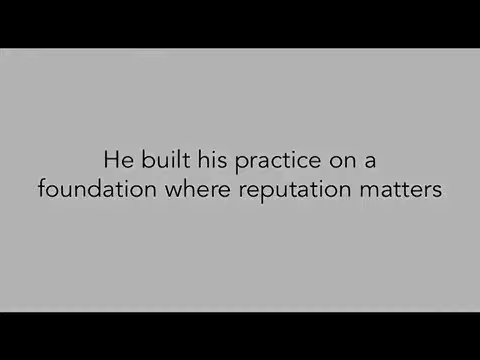 He built his practice on a
foundation where reputation matters